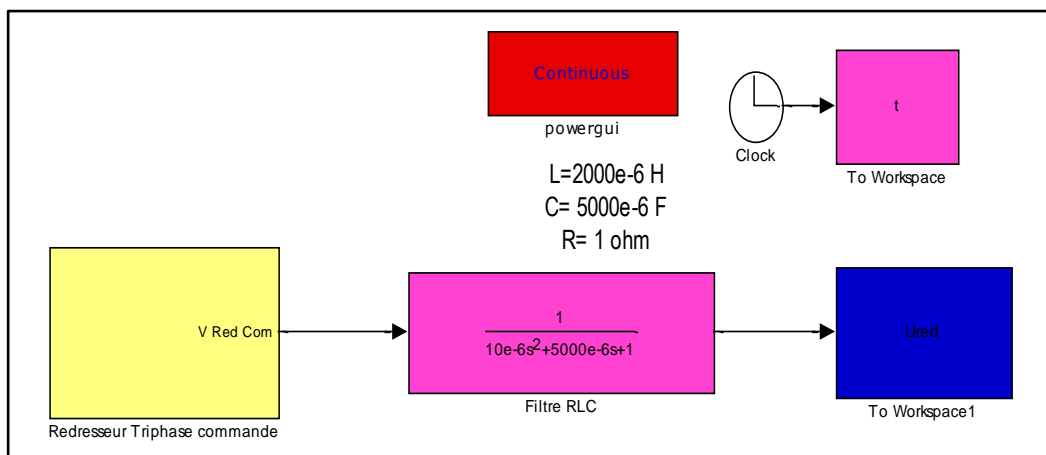 Continuous
powergui
t
Clock
To Workspace
L=2000e-6 H
C= 5000e-6 F
R= 1 ohm
V Red Com
1
10e-6s²+5000e-6s+1
Ured
Redresseur Triphase commande
Filtre RLC
To Workspace1